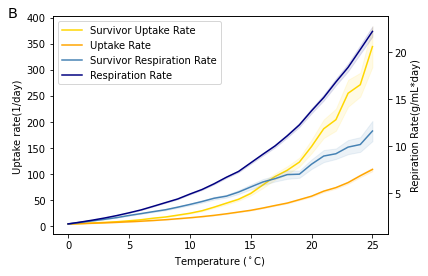 B
Survivor Uptake Rate
Uptake Rate
Survivor Respiration Rate
Respiration Rate
Uptake rate(1/day)
400
350
300
250
200
150
100
50
0
Repiration Rate(g/mL*day)
20
15
10
5
0
5
10
15
20
25
Temperature (°C)